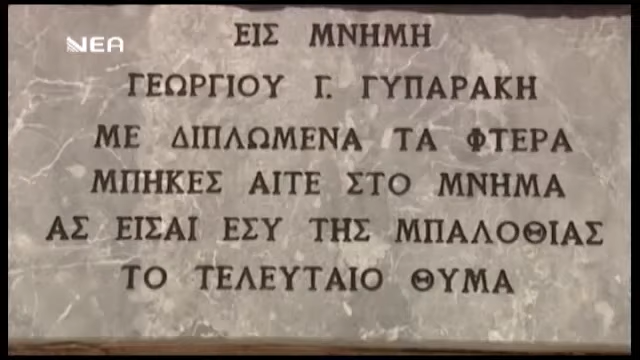 NEA
ΕΙΣ ΜΝΗΜΗ
ΓΕΩΡΓΙΟΥ Γ. ΓΥΠΑΡΑΚΗ
ΜΕ ΔΙΠΛΩΜΕΝΑ ΤΑ ΦΤΕΡΑ
ΜΠΗΚΕΣ ΑΙΤΕ ΣΤΟ ΜΝΗΜΑ
ΑΣ ΕΙΣΑΙ ΕΣΥ ΤΗΣ ΜΠΑΛΟΘΙΑΣ
ΤΟ ΤΕΛΕΥΤΑΙΟ ΘΥΜΑ